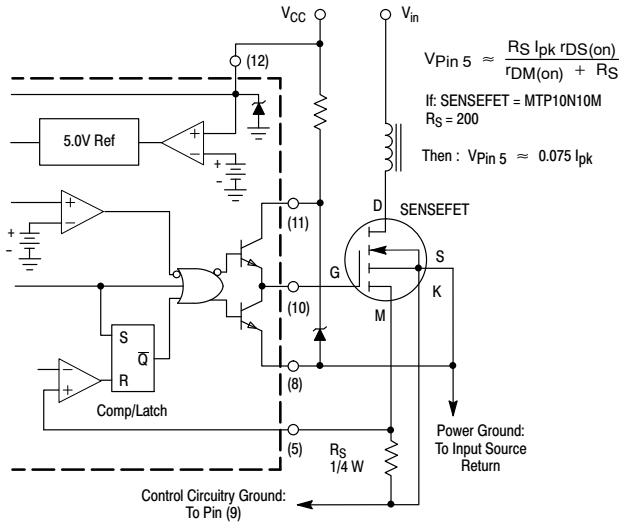 VCC
Vin
(12)
VPin 5 ≈ RS Ipk rDS(on)
rDM(on) + RS
If: SENSEFET = MTP10N10M
RS = 200
Then : VPin 5 ≈ 0.075 Ipk
5.0V Ref
+
-
+
-
D
SENSEFET
(11)
+
-
+
-
S
G
K
(10)
M
S
Q
R
(8)
-
+
Comp/Latch
(5)
RS
1/4 W
Power Ground:
To Input Source
Return
Control Circuitry Ground:
To Pin (9)